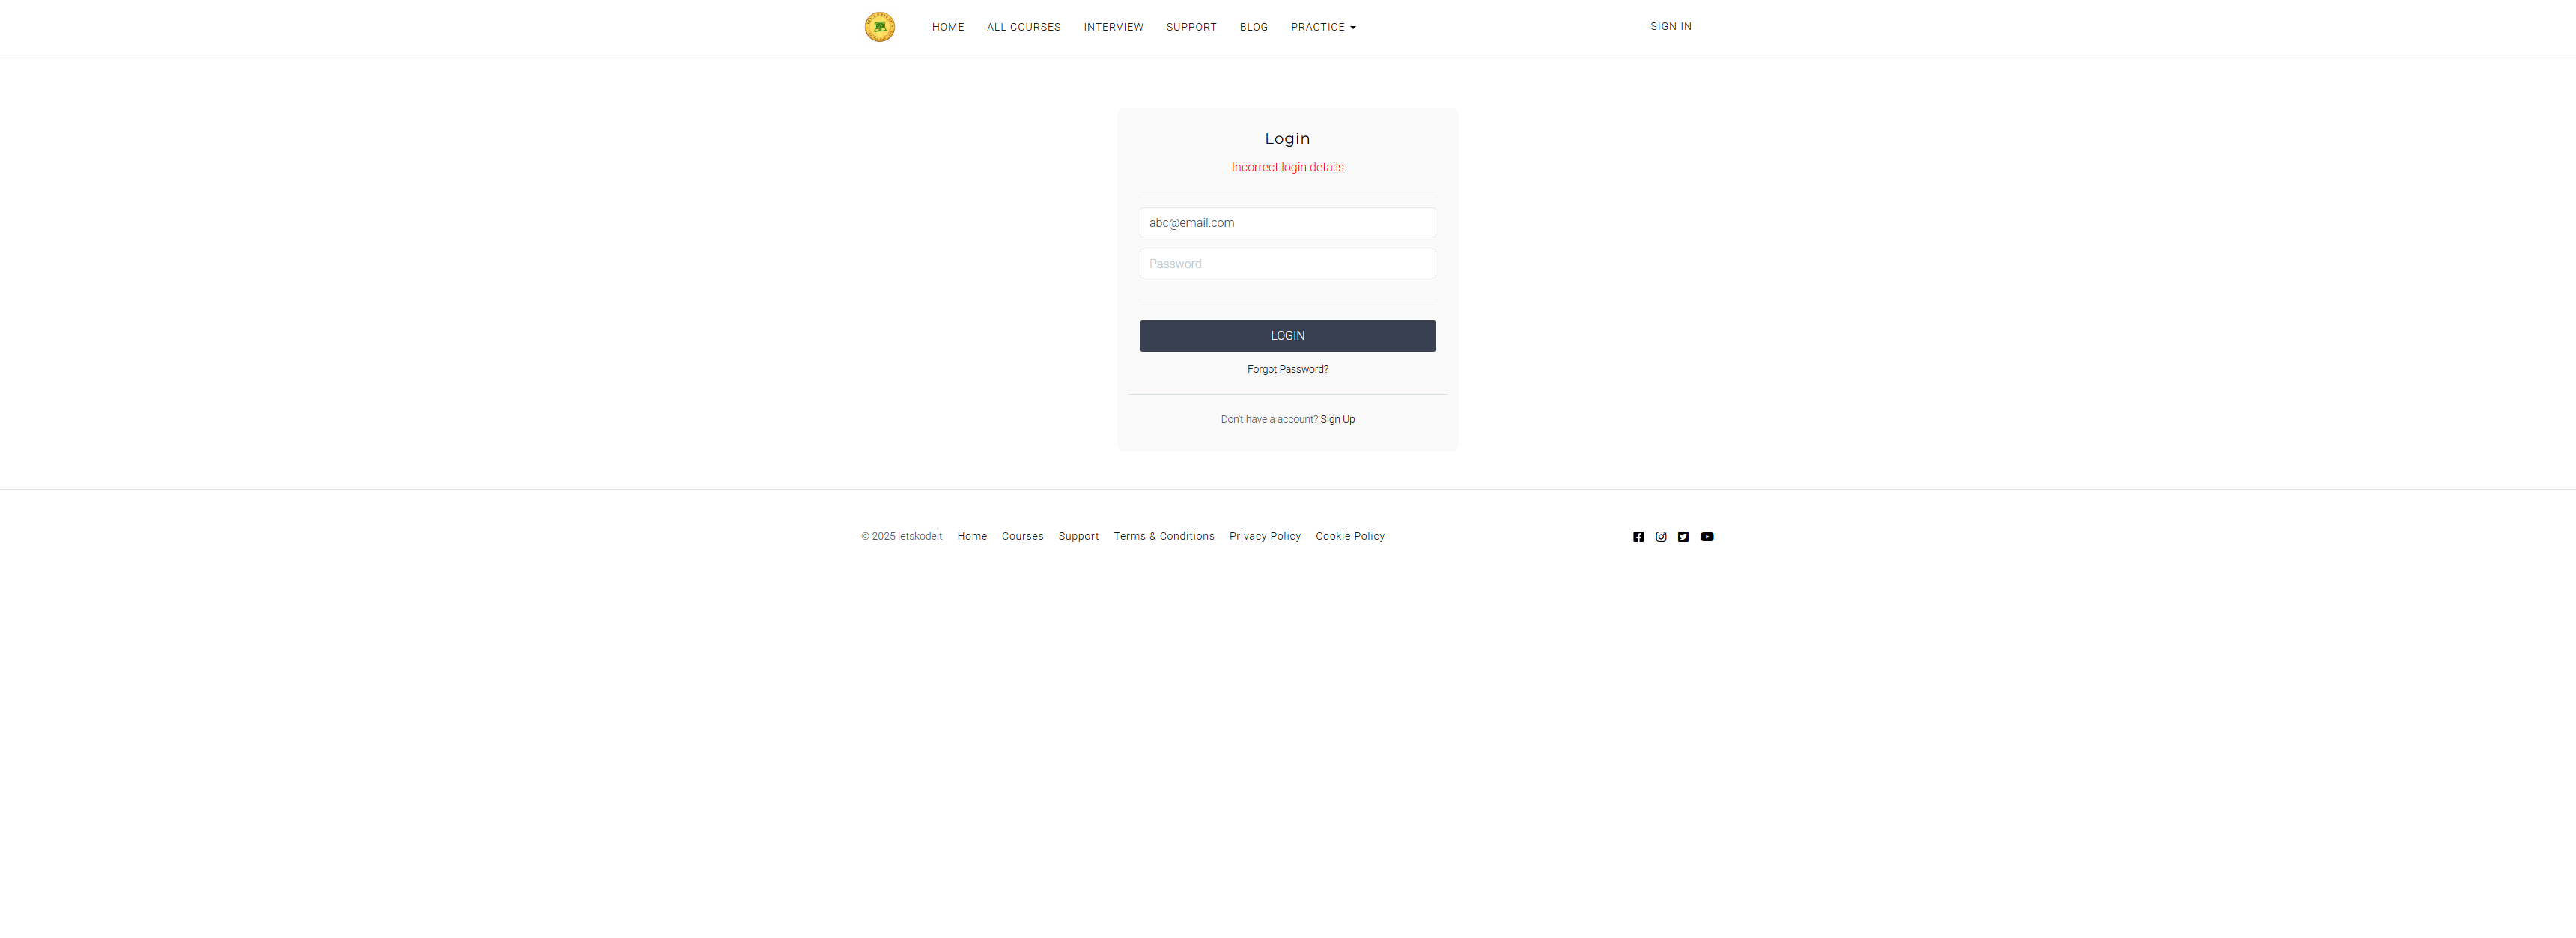 HOME ALL COURSES INTERVIEW SUPPORT BLOG PRACTICE SIGN IN
Login
Incorrect login details
abc@email.com
Password
LOGIN
Forgot Password?
Don't have a account? Sign Up
© 2025 letskodeit Home Courses Support Terms & Conditions Privacy Policy Cookie Policy